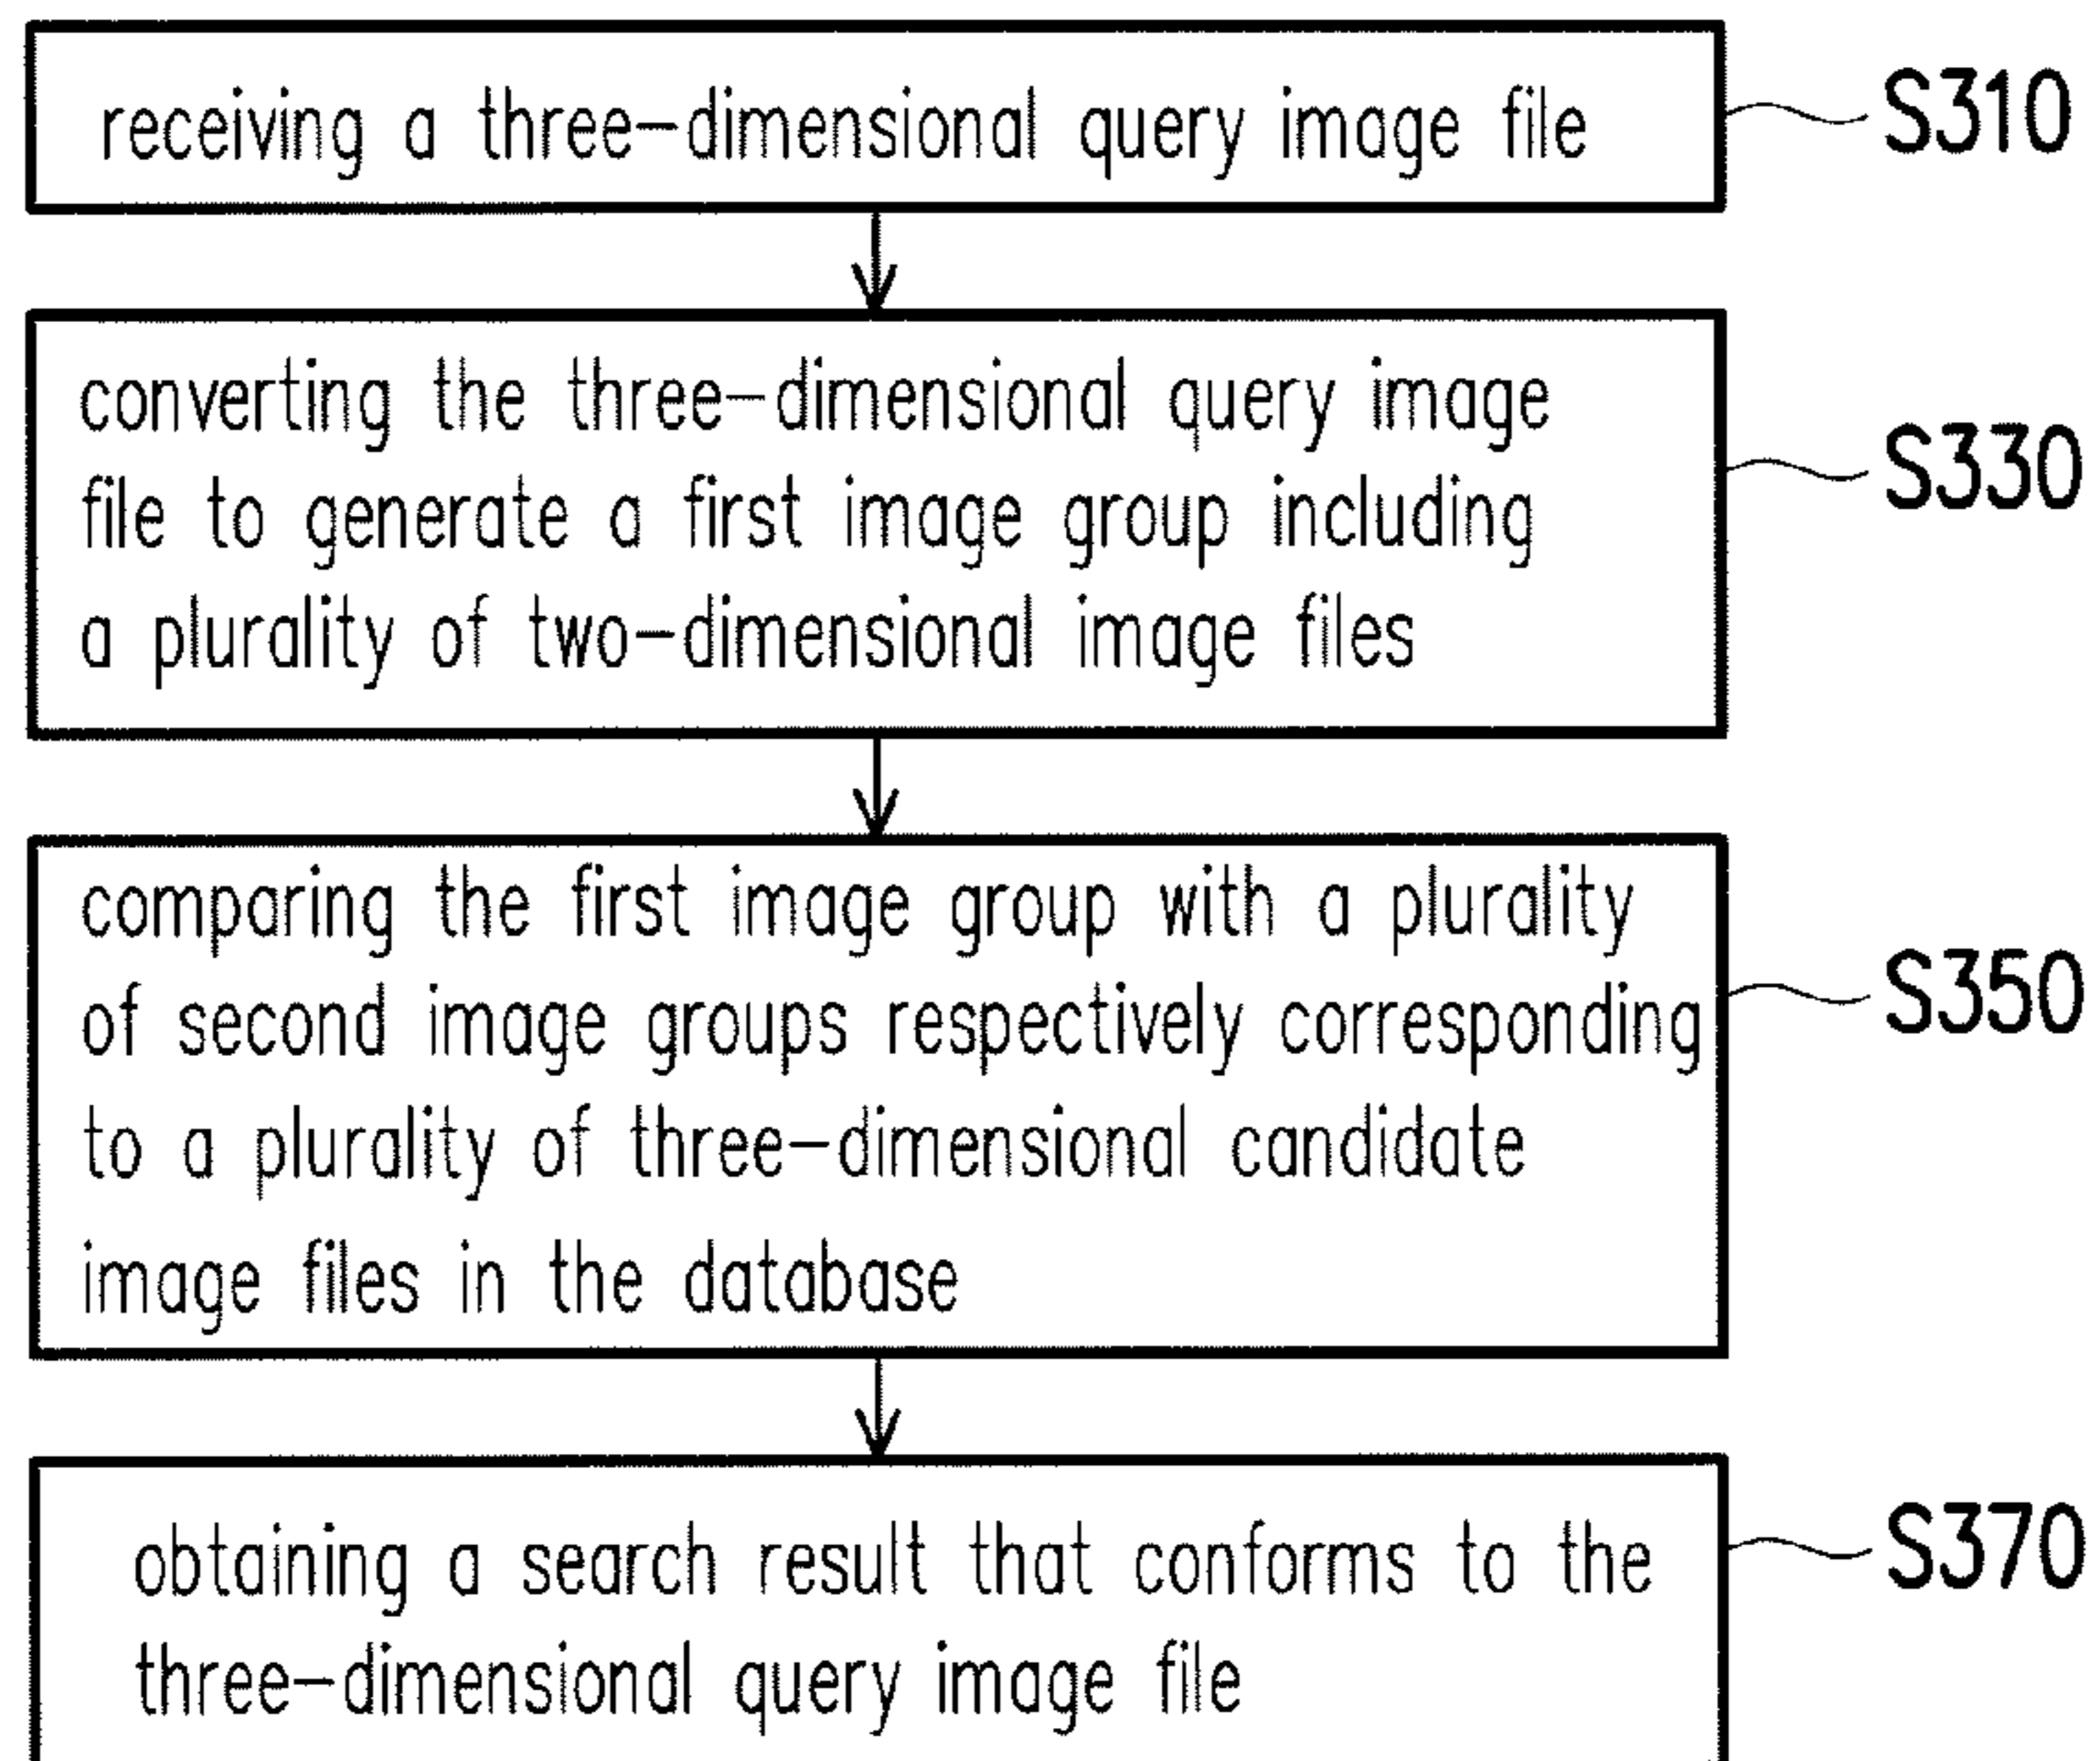 receiving a three-dimensional query image file
S310
converting the three-dimensional query image
file to generate a first image group including
a plurality of two-dimensional image files
S330
comparing the first image group with a plurality
of second image groups respectively corresponding
to a plurality of three-dimensional candidate
image files in the database
S350
obtaining a search result that conforms to the
three-dimensional query image file
S370